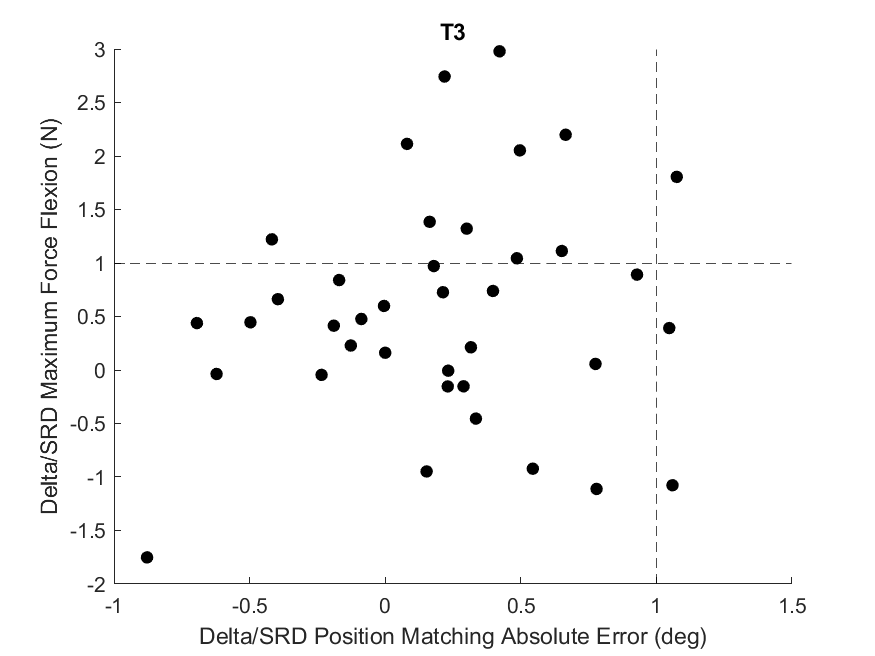 T3
Delta/SRD Maximum Force Flexion (N)
3
2.5
2
1.5
1
0.5
0
-0.5
-1
-1.5
-2
-1 -0.5 0 0.5 1 1.5
Delta/SRD Position Matching Absolute Error (deg)